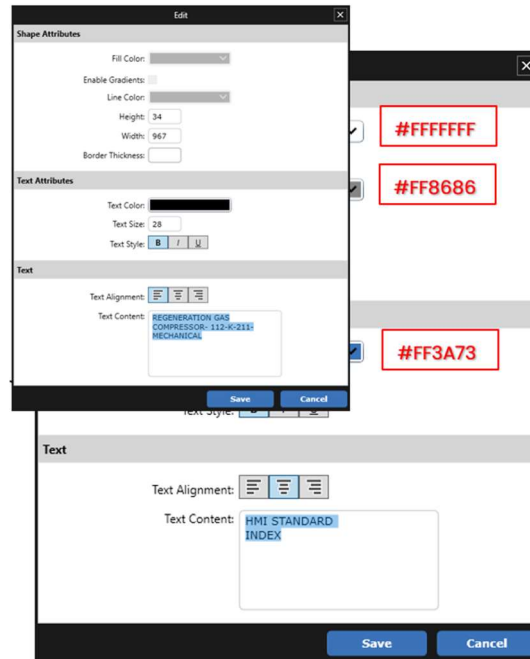 Edit
Shape Attributes
Fill Color:
Enable Gradients:
Line Color:
Height: 34
Width: 967
Border Thickness:
Text Attributes
Text Color:
Text Size: 28
Text Style: B I U
Text
Text Alignment:
Text Content: REGENERATION GAS
COMPRESSOR- 112-K-211-
MECHANICAL
Save Cancel
#FFFFFFF
#FF8686
#FF3A73
Text Style:
Text
Text Alignment:
Text Content: HMI STANDARD
INDEX
Save Cancel